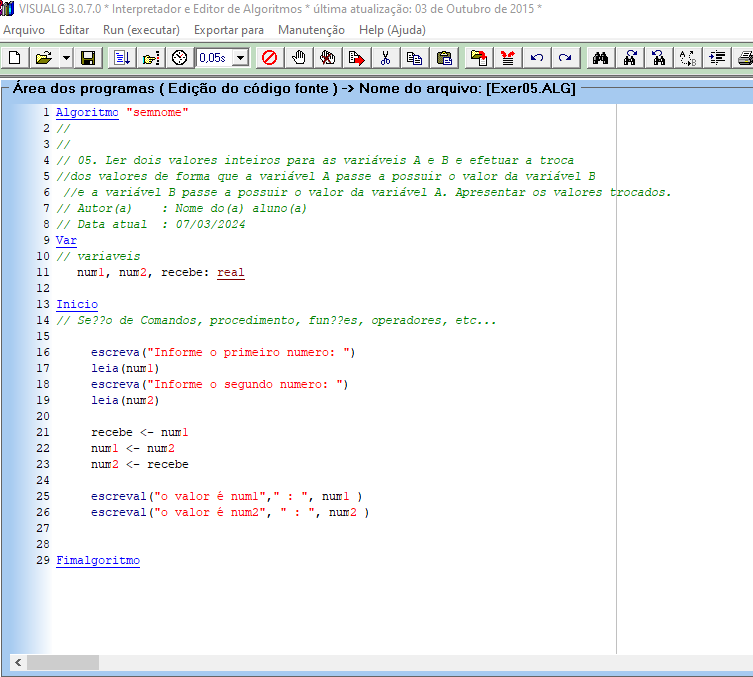 VISUALG 3.0.7.0 * Interpretador e Editor de Algoritmos * última atualização: 03 de Outubro de 2015 *
Arquivo Editar Run (executar) Exportar para Manutenção Help (Ajuda)
0,05s
Área dos programas ( Edição do código fonte ) -> Nome do arquivo: [Exer05.ALG]
1 Algoritmo "semnome"
2 //
3 //
4 // 05. Ler dois valores inteiros para as variáveis A e B e efetuar a troca
5 //dos valores de forma que a variável A passe a possuir o valor da variável B
6 //e a variável B passe a possuir o valor da variável A. Apresentar os valores trocados.
7 // Autor(a) : Nome do(a) aluno(a)
8 // Data atual : 07/03/2024
9 Var
10 // variaveis
11 num1, num2, recebe: real
12
13 Inicio
14 // Se??o de Comandos, procedimento, fun??es, operadores, etc...
15
16 escreva("Informe o primeiro numero: ")
17 leia(num1)
18 escreva("Informe o segundo numero: ")
19 leia(num2)
20
21 recebe <- num1
22 num1 <- num2
23 num2 <- recebe
24
25 escreval("o valor é num1"," : ", num1 )
26 escreval("o valor é num2", " : ", num2 )
27
28
29 Fimalgoritmo